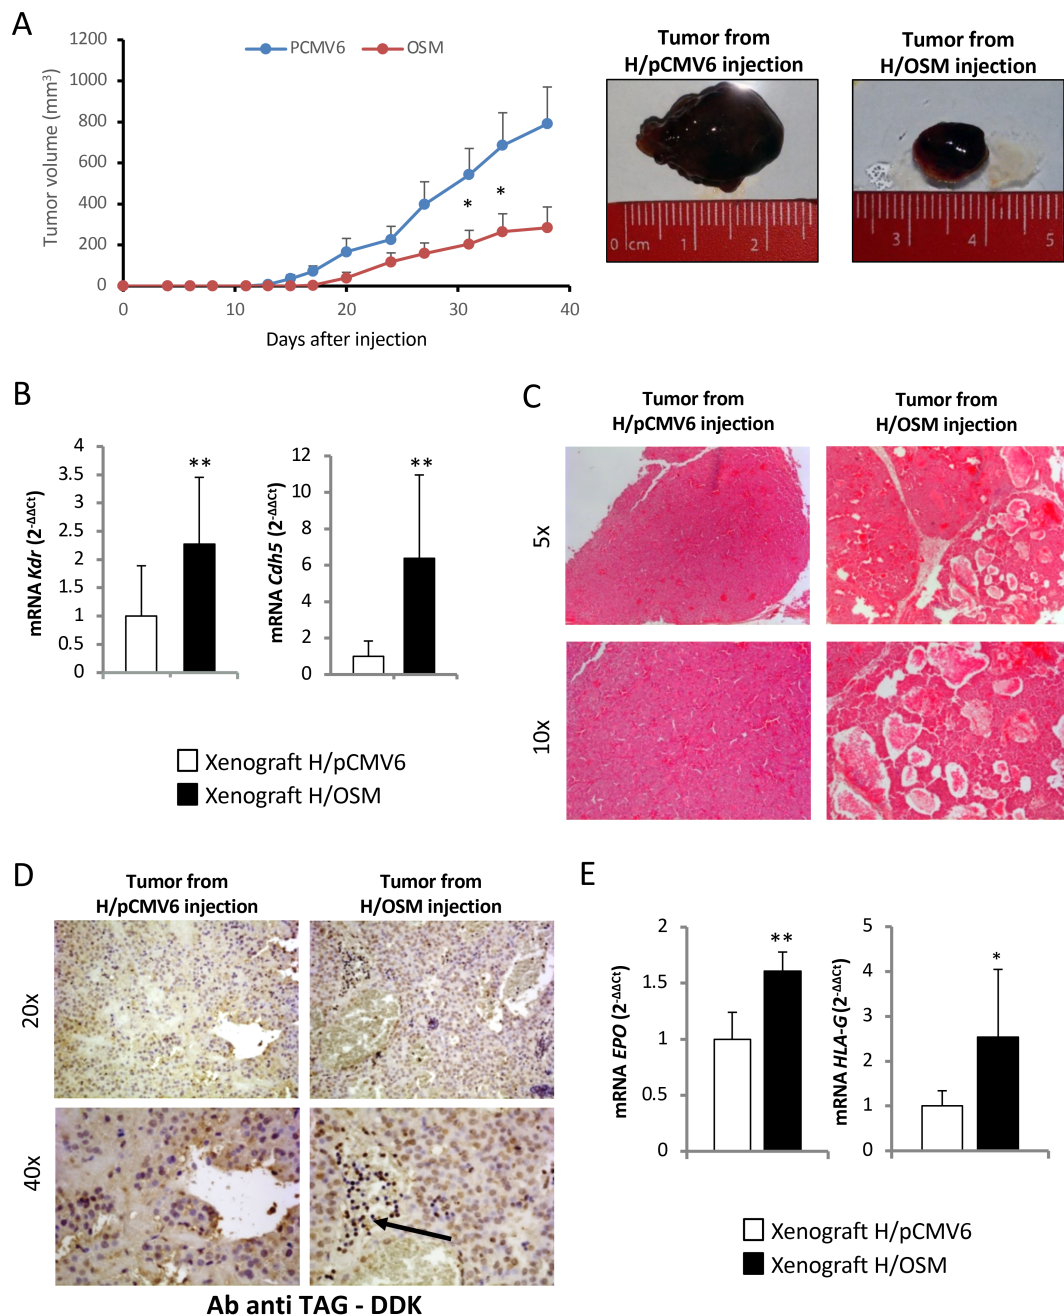 A
1200
1000
800
600
400
200
0
Tumor volume (mm³)
PCMV6
OSM
*
*
0
10
20
30
40
Days after injection
Tumor from
H/pCMV6 injection
0 cm 1 2
Tumor from
H/OSM injection
3 4 5
B
4
3.5
3
2.5
2
1.5
1
0.5
0
mRNA Kdr (2-ΔΔCt)
**
12
10
8
6
4
2
0
mRNA Cdh5 (2-ΔΔCt)
**
Xenograft H/pCMV6
Xenograft H/OSM
C
Tumor from
H/pCMV6 injection
Tumor from
H/OSM injection
5x
10x
D
Tumor from
H/pCMV6 injection
Tumor from
H/OSM injection
20x
40x
Ab anti TAG - DDK
E
2
1.5
1
0.5
0
mRNA EPO (2-ΔΔCt)
**
5
4
3
2
1
0
mRNA HLA-G (2-ΔΔCt)
*
Xenograft H/pCMV6
Xenograft H/OSM